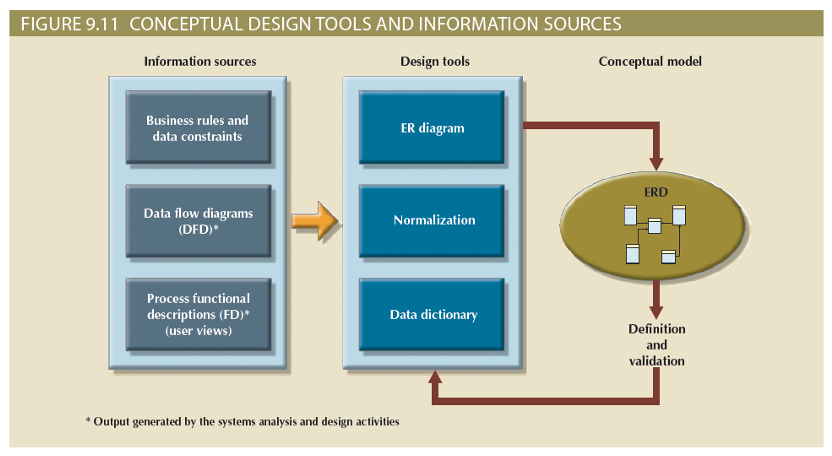 FIGURE 9.11 CONCEPTUAL DESIGN TOOLS AND INFORMATION SOURCES
Information sources
Business rules and
data constraints
Data flow diagrams
(DFD)*
Process functional
descriptions (FD)*
(user views)
Design tools
ER diagram
Normalization
Data dictionary
Conceptual model
ERD
Definition
and
validation
* Output generated by the systems analysis and design activities